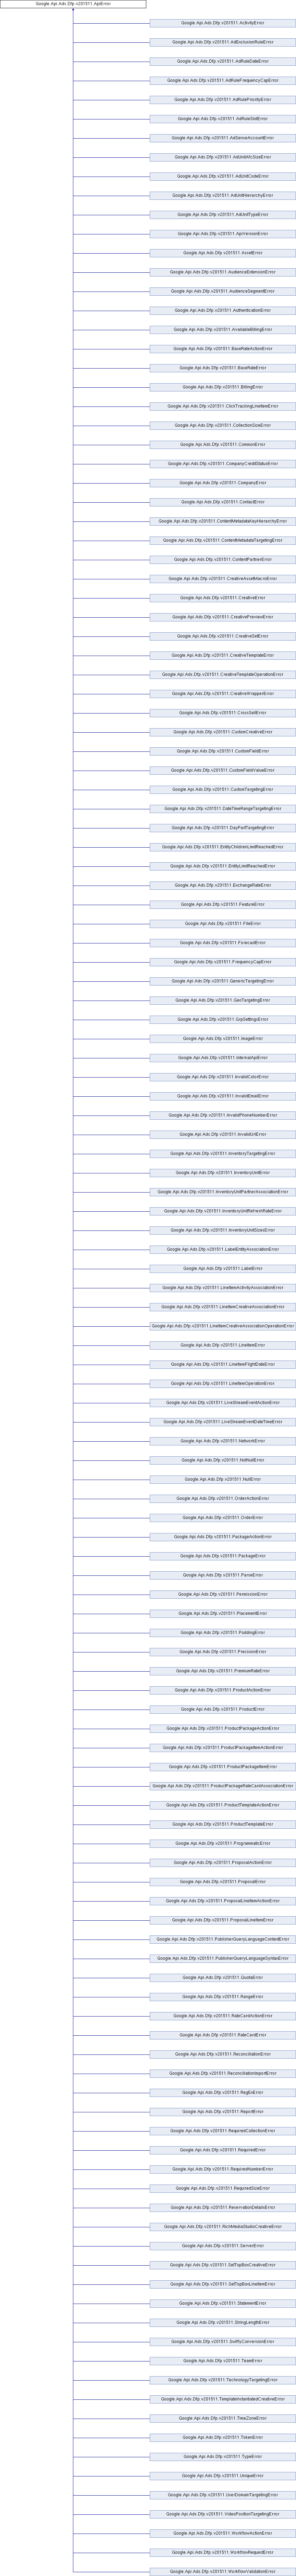 Google.Api.Ads.Dfp.v201511.ApiError
Google.Api.Ads.Dfp.v201511.ActivityError
Google.Api.Ads.Dfp.v201511.AdExclusionRuleError
Google.Api.Ads.Dfp.v201511.AdRuleDateError
Google.Api.Ads.Dfp.v201511.AdRuleFrequencyCapError
Google.Api.Ads.Dfp.v201511.AdRulePriorityError
Google.Api.Ads.Dfp.v201511.AdRuleSlotError
Google.Api.Ads.Dfp.v201511.AdSenseAccountError
Google.Api.Ads.Dfp.v201511.AdUnitAfcSizeError
Google.Api.Ads.Dfp.v201511.AdUnitCodeError
Google.Api.Ads.Dfp.v201511.AdUnitHierarchyError
Google.Api.Ads.Dfp.v201511.AdUnitTypeError
Google.Api.Ads.Dfp.v201511.ApiVersionError
Google.Api.Ads.Dfp.v201511.AssetError
Google.Api.Ads.Dfp.v201511.AudienceExtensionError
Google.Api.Ads.Dfp.v201511.AudienceSegmentError
Google.Api.Ads.Dfp.v201511.AuthenticationError
Google.Api.Ads.Dfp.v201511.AvailableBillingError
Google.Api.Ads.Dfp.v201511.BaseRateActionError
Google.Api.Ads.Dfp.v201511.BaseRateError
Google.Api.Ads.Dfp.v201511.BillingError
Google.Api.Ads.Dfp.v201511.ClickTrackingLineItemError
Google.Api.Ads.Dfp.v201511.CollectionSizeError
Google.Api.Ads.Dfp.v201511.CommonError
Google.Api.Ads.Dfp.v201511.CompanyCreditStatusError
Google.Api.Ads.Dfp.v201511.CompanyError
Google.Api.Ads.Dfp.v201511.ContactError
Google.Api.Ads.Dfp.v201511.ContentMetadataKeyHierarchyError
Google.Api.Ads.Dfp.v201511.ContentMetadataTargetingError
Google.Api.Ads.Dfp.v201511.ContentPartnerError
Google.Api.Ads.Dfp.v201511.CreativeAssetMacroError
Google.Api.Ads.Dfp.v201511.CreativeError
Google.Api.Ads.Dfp.v201511.CreativePreviewError
Google.Api.Ads.Dfp.v201511.CreativeSetError
Google.Api.Ads.Dfp.v201511.CreativeTemplateError
Google.Api.Ads.Dfp.v201511.CreativeTemplateOperationError
Google.Api.Ads.Dfp.v201511.CreativeWrapperError
Google.Api.Ads.Dfp.v201511.CrossSellError
Google.Api.Ads.Dfp.v201511.CustomCreativeError
Google.Api.Ads.Dfp.v201511.CustomFieldError
Google.Api.Ads.Dfp.v201511.CustomFieldValueError
Google.Api.Ads.Dfp.v201511.CustomTargetingError
Google.Api.Ads.Dfp.v201511.DateTimeRangeTargetingError
Google.Api.Ads.Dfp.v201511.DayPartTargetingError
Google.Api.Ads.Dfp.v201511.EntityChildrenLimitReachedError
Google.Api.Ads.Dfp.v201511.EntityLimitReachedError
Google.Api.Ads.Dfp.v201511.ExchangeRateError
Google.Api.Ads.Dfp.v201511.FeatureError
Google.Api.Ads.Dfp.v201511.FileError
Google.Api.Ads.Dfp.v201511.ForecastError
Google.Api.Ads.Dfp.v201511.FrequencyCapError
Google.Api.Ads.Dfp.v201511.GenericTargetingError
Google.Api.Ads.Dfp.v201511.GeoTargetingError
Google.Api.Ads.Dfp.v201511.GrpSettingsError
Google.Api.Ads.Dfp.v201511.ImageError
Google.Api.Ads.Dfp.v201511.InternalApiError
Google.Api.Ads.Dfp.v201511.InvalidColorError
Google.Api.Ads.Dfp.v201511.InvalidEmailError
Google.Api.Ads.Dfp.v201511.InvalidPhoneNumberError
Google.Api.Ads.Dfp.v201511.InvalidUrlError
Google.Api.Ads.Dfp.v201511.InventoryTargetingError
Google.Api.Ads.Dfp.v201511.InventoryUnitError
Google.Api.Ads.Dfp.v201511.InventoryUnitPartnerAssociationError
Google.Api.Ads.Dfp.v201511.InventoryUnitRefreshRateError
Google.Api.Ads.Dfp.v201511.InventoryUnitSizesError
Google.Api.Ads.Dfp.v201511.LabelEntityAssociationError
Google.Api.Ads.Dfp.v201511.LabelError
Google.Api.Ads.Dfp.v201511.LineItemActivityAssociationError
Google.Api.Ads.Dfp.v201511.LineItemCreativeAssociationError
Google.Api.Ads.Dfp.v201511.LineItemCreativeAssociationOperationError
Google.Api.Ads.Dfp.v201511.LineItemError
Google.Api.Ads.Dfp.v201511.LineItemFlightDateError
Google.Api.Ads.Dfp.v201511.LineItemOperationError
Google.Api.Ads.Dfp.v201511.LiveStreamEventActionError
Google.Api.Ads.Dfp.v201511.LiveStreamEventDateTimeError
Google.Api.Ads.Dfp.v201511.NetworkError
Google.Api.Ads.Dfp.v201511.NotNullError
Google.Api.Ads.Dfp.v201511.NullError
Google.Api.Ads.Dfp.v201511.OrderActionError
Google.Api.Ads.Dfp.v201511.OrderError
Google.Api.Ads.Dfp.v201511.PackageActionError
Google.Api.Ads.Dfp.v201511.PackageError
Google.Api.Ads.Dfp.v201511.ParseError
Google.Api.Ads.Dfp.v201511.PermissionError
Google.Api.Ads.Dfp.v201511.PlacementError
Google.Api.Ads.Dfp.v201511.PoddingError
Google.Api.Ads.Dfp.v201511.PrecisionError
Google.Api.Ads.Dfp.v201511.PremiumRateError
Google.Api.Ads.Dfp.v201511.ProductActionError
Google.Api.Ads.Dfp.v201511.ProductError
Google.Api.Ads.Dfp.v201511.ProductPackageActionError
Google.Api.Ads.Dfp.v201511.ProductPackageItemActionError
Google.Api.Ads.Dfp.v201511.ProductPackageItemError
Google.Api.Ads.Dfp.v201511.ProductPackageRateCardAssociationError
Google.Api.Ads.Dfp.v201511.ProductTemplateActionError
Google.Api.Ads.Dfp.v201511.ProductTemplateError
Google.Api.Ads.Dfp.v201511.ProgrammaticError
Google.Api.Ads.Dfp.v201511.ProposalActionError
Google.Api.Ads.Dfp.v201511.ProposalError
Google.Api.Ads.Dfp.v201511.ProposalLineItemActionError
Google.Api.Ads.Dfp.v201511.ProposalLineItemError
Google.Api.Ads.Dfp.v201511.PublisherQueryLanguageContextError
Google.Api.Ads.Dfp.v201511.PublisherQueryLanguageSyntaxError
Google.Api.Ads.Dfp.v201511.QuotaError
Google.Api.Ads.Dfp.v201511.RangeError
Google.Api.Ads.Dfp.v201511.RateCardActionError
Google.Api.Ads.Dfp.v201511.RateCardError
Google.Api.Ads.Dfp.v201511.ReconciliationError
Google.Api.Ads.Dfp.v201511.ReconciliationImportError
Google.Api.Ads.Dfp.v201511.RegExError
Google.Api.Ads.Dfp.v201511.ReportError
Google.Api.Ads.Dfp.v201511.RequiredCollectionError
Google.Api.Ads.Dfp.v201511.RequiredError
Google.Api.Ads.Dfp.v201511.RequiredNumberError
Google.Api.Ads.Dfp.v201511.RequiredSizeError
Google.Api.Ads.Dfp.v201511.ReservationDetailsError
Google.Api.Ads.Dfp.v201511.RichMediaStudioCreativeError
Google.Api.Ads.Dfp.v201511.ServerError
Google.Api.Ads.Dfp.v201511.SetTopBoxCreativeError
Google.Api.Ads.Dfp.v201511.SetTopBoxLineItemError
Google.Api.Ads.Dfp.v201511.StatementError
Google.Api.Ads.Dfp.v201511.StringLengthError
Google.Api.Ads.Dfp.v201511.SwiffyConversionError
Google.Api.Ads.Dfp.v201511.TeamError
Google.Api.Ads.Dfp.v201511.TechnologyTargetingError
Google.Api.Ads.Dfp.v201511.TemplateInstantiatedCreativeError
Google.Api.Ads.Dfp.v201511.TimeZoneError
Google.Api.Ads.Dfp.v201511.TokenError
Google.Api.Ads.Dfp.v201511.TypeError
Google.Api.Ads.Dfp.v201511.UniqueError
Google.Api.Ads.Dfp.v201511.UserDomainTargetingError
Google.Api.Ads.Dfp.v201511.VideoPositionTargetingError
Google.Api.Ads.Dfp.v201511.WorkflowActionError
Google.Api.Ads.Dfp.v201511.WorkflowRequestError
Google.Api.Ads.Dfp.v201511.WorkflowValidationError